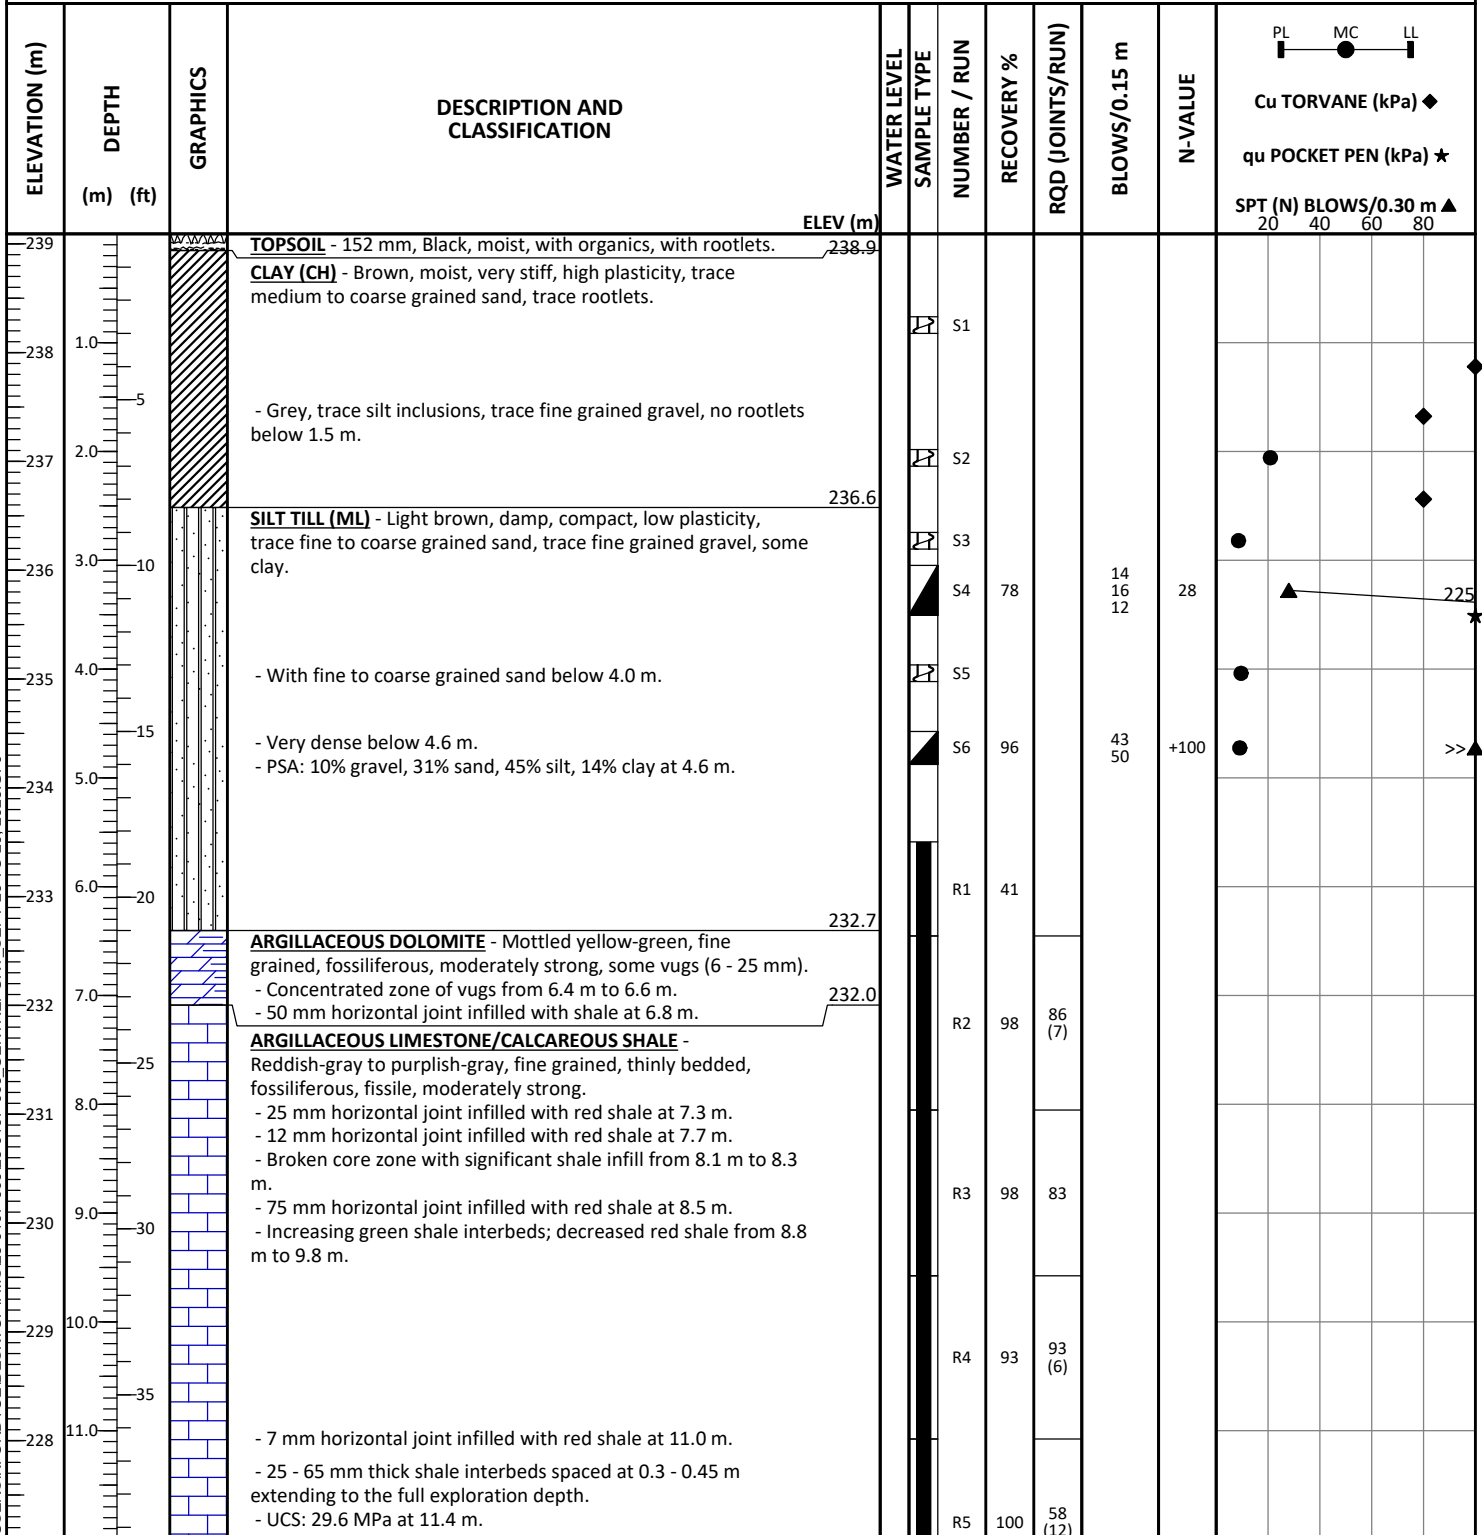 ELEVATION (m)
DEPTH
(m) (ft)
GRAPHICS
DESCRIPTION AND
CLASSIFICATION
ELEV (m)
WATER LEVEL
SAMPLE TYPE
NUMBER / RUN
RECOVERY %
RQD (JOINTS/RUN)
BLOWS/0.15 m
N-VALUE
PL MC LL
Cu TORVANE (kPa) ◆
qu POCKET PEN (kPa) ★
SPT (N) BLOWS/0.30 m ▲
20 40 60 80
239
TOPSOIL - 152 mm, Black, moist, with organics, with rootlets.
238.9
CLAY (CH) - Brown, moist, very stiff, high plasticity, trace
medium to coarse grained sand, trace rootlets.
S1
1.0
238
5
- Grey, trace silt inclusions, trace fine grained gravel, no rootlets
below 1.5 m.
2.0
237
S2
236.6
SILT TILL (ML) - Light brown, damp, compact, low plasticity,
trace fine to coarse grained sand, trace fine grained gravel, some
clay.
S3
3.0
10
236
S4 78
14
16
12
28
225
4.0
235
- With fine to coarse grained sand below 4.0 m.
S5
15
- Very dense below 4.6 m.
- PSA: 10% gravel, 31% sand, 45% silt, 14% clay at 4.6 m.
S6 96
43
50
+100
>>
5.0
234
6.0
233
20
R1 41
232.7
ARGILLACEOUS DOLOMITE - Mottled yellow-green, fine
grained, fossiliferous, moderately strong, some vugs (6 - 25 mm).
- Concentrated zone of vugs from 6.4 m to 6.6 m.
- 50 mm horizontal joint infilled with shale at 6.8 m.
7.0
232
232.0
R2 98
86
(7)
ARGILLACEOUS LIMESTONE/CALCAREOUS SHALE -
Reddish-gray to purplish-gray, fine grained, thinly bedded,
fossiliferous, fissile, moderately strong.
25
- 25 mm horizontal joint infilled with red shale at 7.3 m.
- 12 mm horizontal joint infilled with red shale at 7.7 m.
8.0
231
- Broken core zone with significant shale infill from 8.1 m to 8.3
m.
- 75 mm horizontal joint infilled with red shale at 8.5 m.
- Increasing green shale interbeds; decreased red shale from 8.8
m to 9.8 m.
R3 98 83
9.0
230
30
10.0
229
R4 93
93
(6)
35
11.0
228
- 7 mm horizontal joint infilled with red shale at 11.0 m.
- 25 - 65 mm thick shale interbeds spaced at 0.3 - 0.45 m
extending to the full exploration depth.
- UCS: 29.6 MPa at 11.4 m.
R5 100
58
(12)